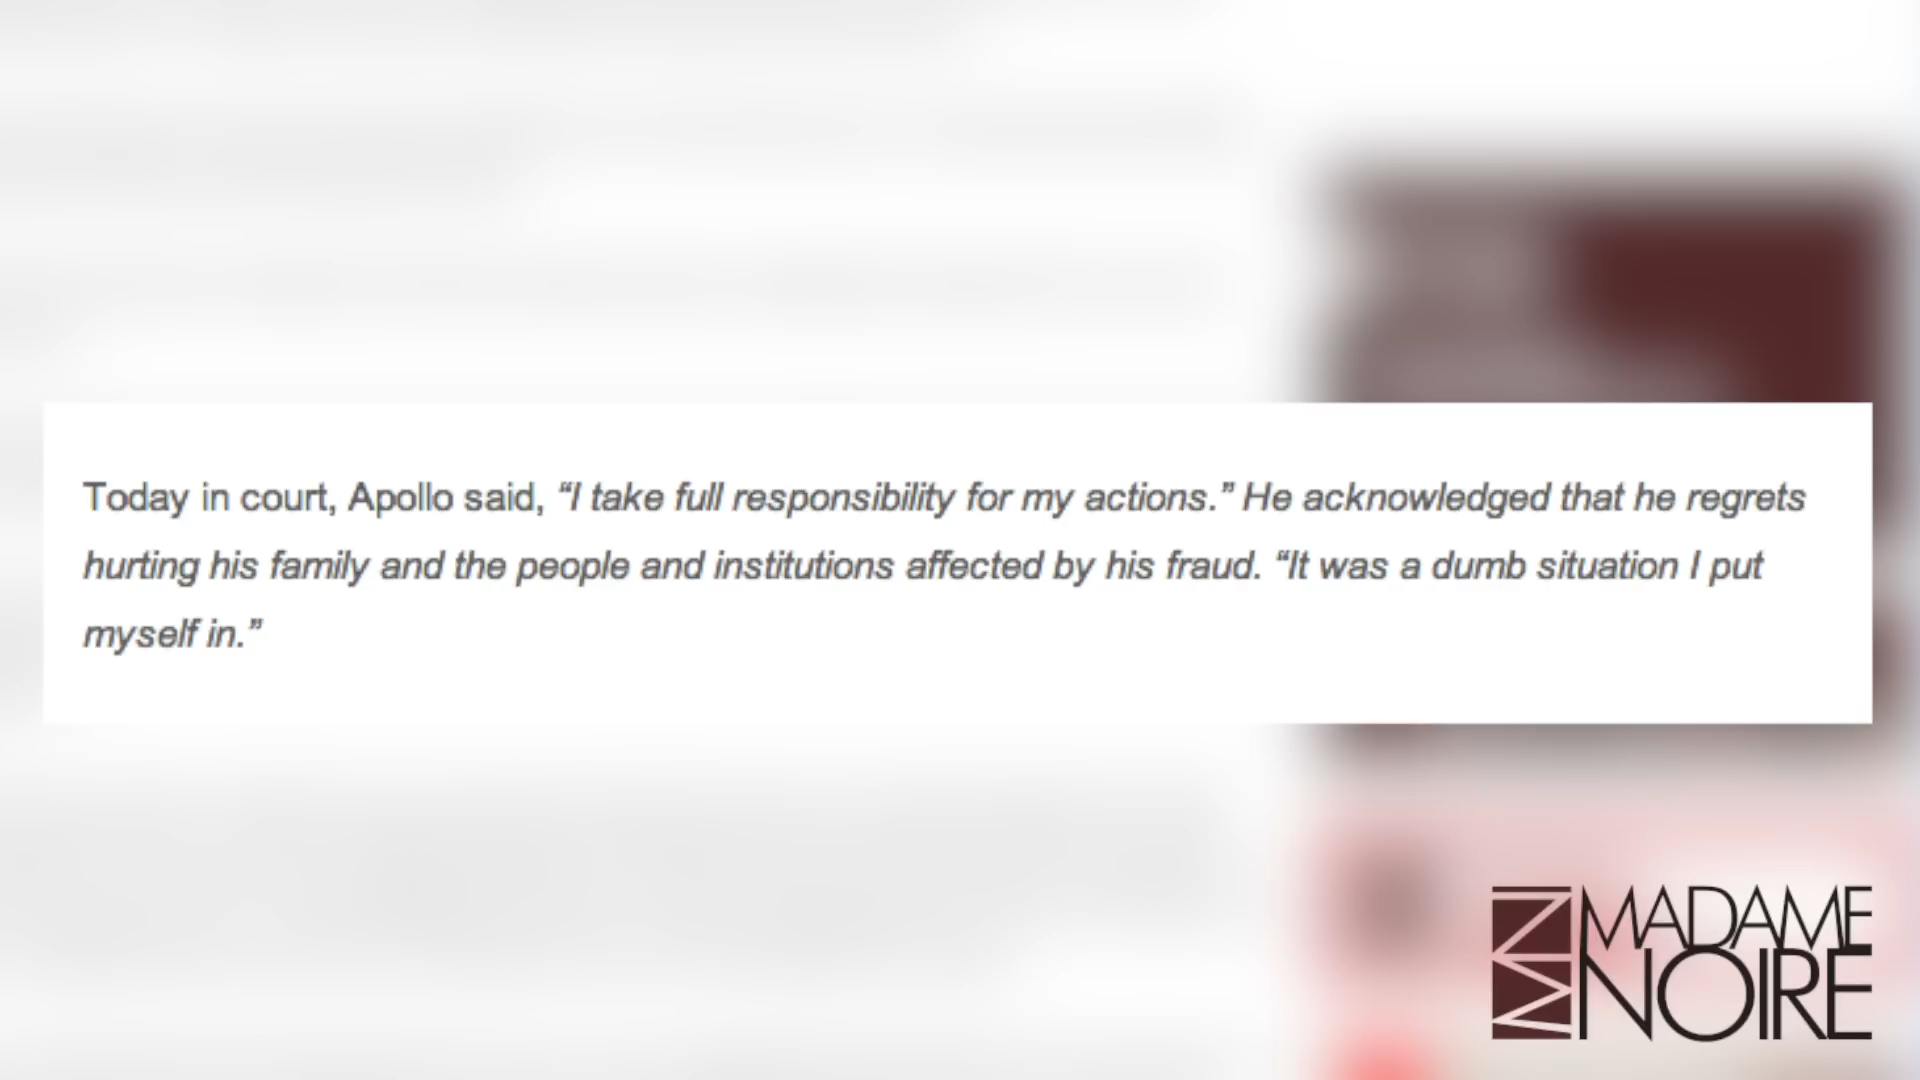 Today in court, Apollo said, “I take full responsibility for my actions.” He acknowledged that he regrets
hurting his family and the people and institutions affected by his fraud. “It was a dumb situation I put
myself in.”
MN MADAME
NOIRE